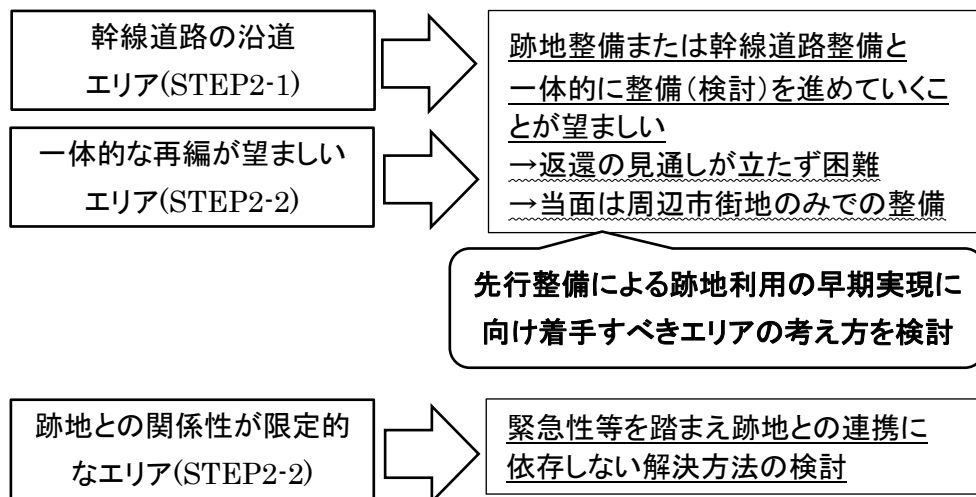 幹線道路の沿道
エリア(STEP2-1)
一体的な再編が望ましい
エリア(STEP2-2)
跡地整備または幹線道路整備と
一体的に整備(検討)を進めていくこ
とが望ましい
→返還の見通しが立たず困難
→当面は周辺市街地のみでの整備
先行整備による跡地利用の早期実現に
向け着手すべきエリアの考え方を検討
跡地との関係性が限定的
なエリア(STEP2-2)
緊急性等を踏まえ跡地との連携に
依存しない解決方法の検討